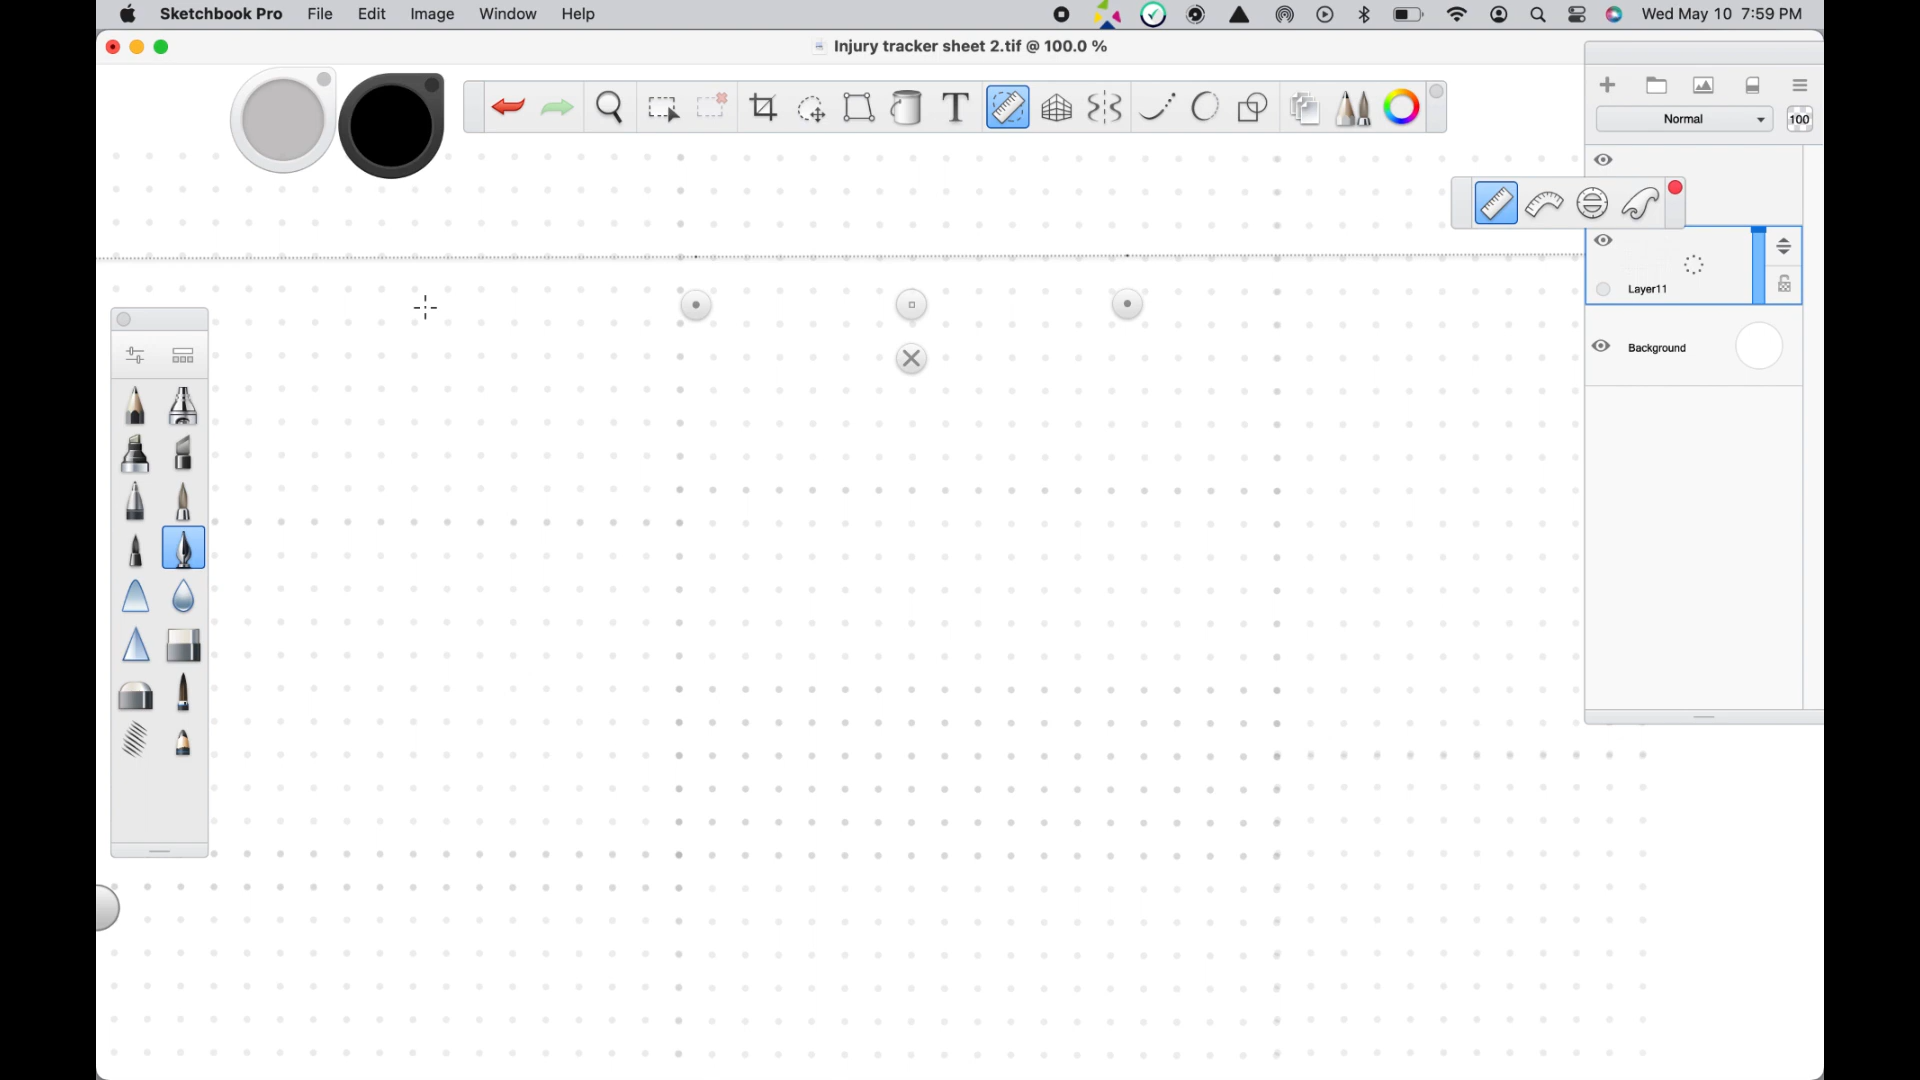 Sketchbook Pro File Edit Image Window Help Wed May 10 7:59 PM
Injury tracker sheet 2.tif @ 100.0 %
T
Normal 100
Layer11
Background